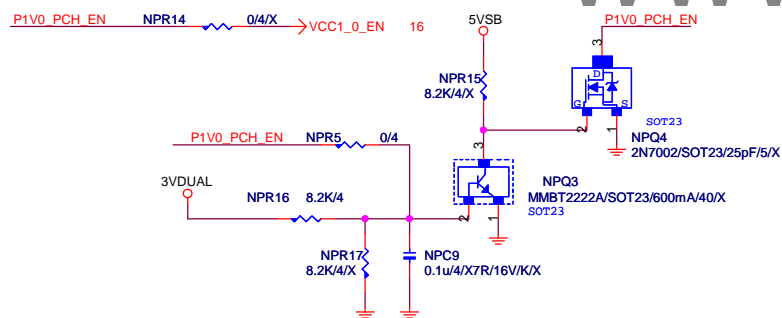 P1V0_PCH_EN NPR14 0/4/X VCC1_0_EN 16
5VSB
P1V0_PCH_EN
3
D
G S
SOT23
2 1
NPQ4
2N7002/SOT23/25pF/5/X
NPR15
8.2K/4/X
P1V0_PCH_EN NPR5 0/4
3
NPQ3
MMBT2222A/SOT23/600mA/40/X
SOT23
2 1
3VDUAL
NPR16 8.2K/4
NPR17
8.2K/4/X
NPC9
0.1u/4/X7R/16V/K/X